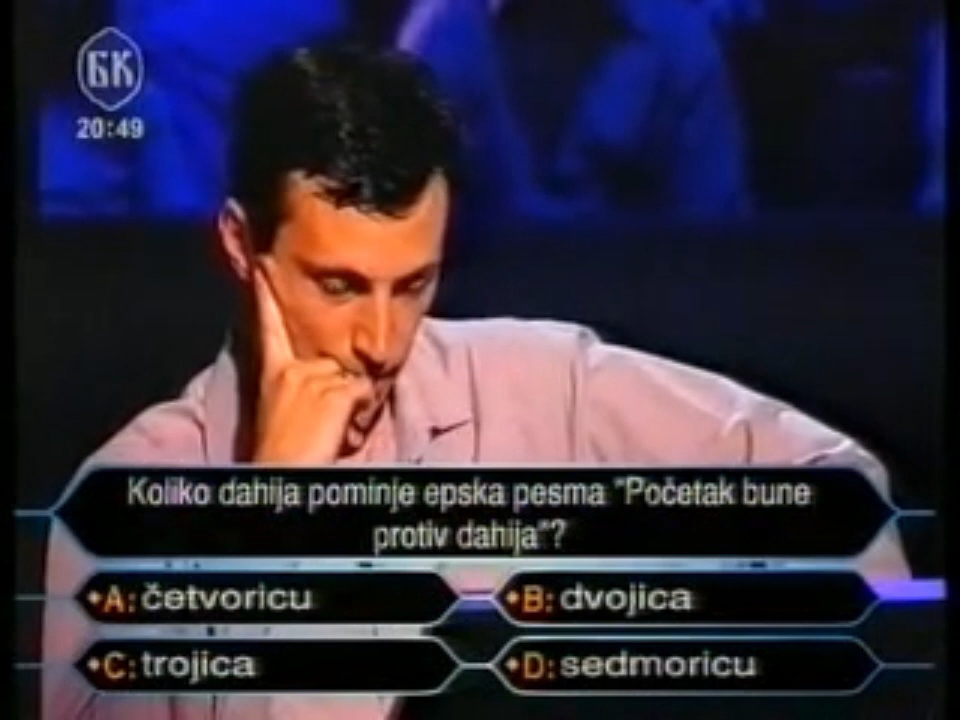 БК
20:49
Koliko dahija pominje epska pesma "Početak bune
protiv dahija"?
A: četvoricu
B: dvojica
C: trojica
D: sedmoricu